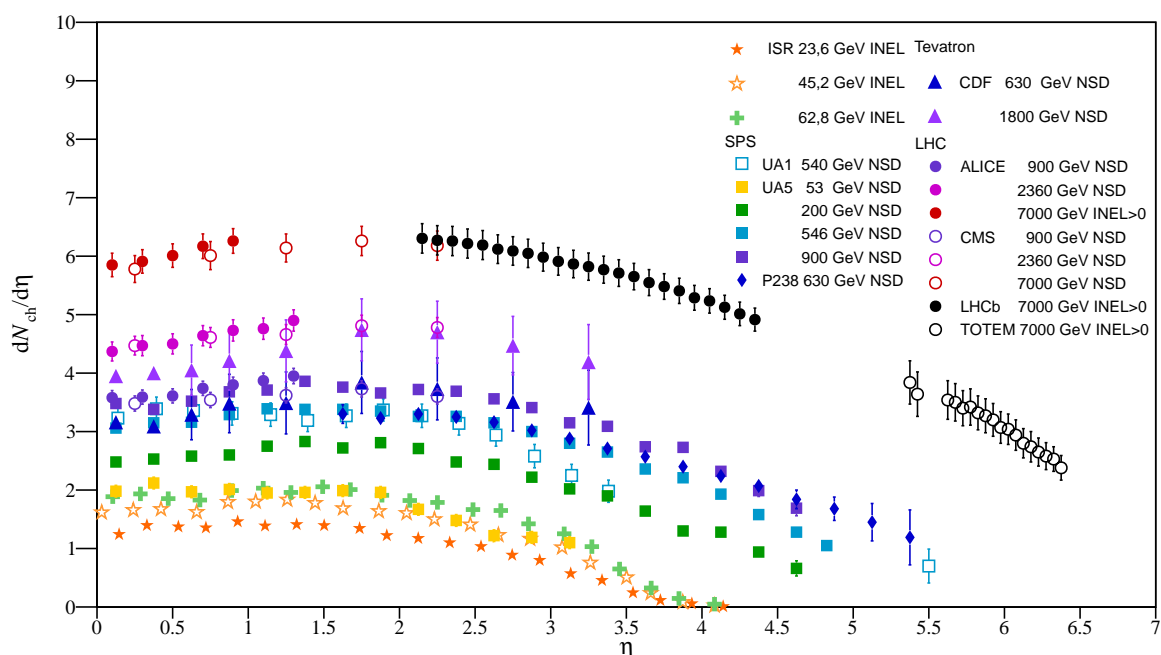 10
9
8
7
6
5
4
3
2
1
0
dN_ch/dη
ISR 23,6 GeV INEL
45,2 GeV INEL
62,8 GeV INEL
SPS
UA1 540 GeV NSD
UA5 53 GeV NSD
200 GeV NSD
546 GeV NSD
900 GeV NSD
P238 630 GeV NSD
Tevatron
CDF 630 GeV NSD
1800 GeV NSD
LHC
ALICE 900 GeV NSD
2360 GeV NSD
7000 GeV INEL>0
CMS 900 GeV NSD
2360 GeV NSD
7000 GeV NSD
LHCb 7000 GeV INEL>0
TOTEM 7000 GeV INEL>0
0 0.5 1 1.5 2 2.5 3 3.5 4 4.5 5 5.5 6 6.5 7
η